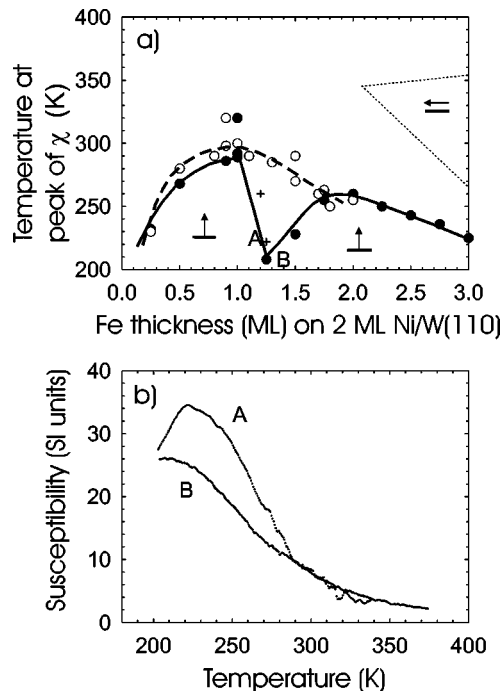 a)
Temperature at
peak of χ (K)
400
350
300
250
200
A
B
0.0 0.5 1.0 1.5 2.0 2.5 3.0
Fe thickness (ML) on 2 ML Ni/W(110)
b)
Susceptibility (SI units)
40
30
20
10
0
A
B
200 250 300 350 400
Temperature (K)